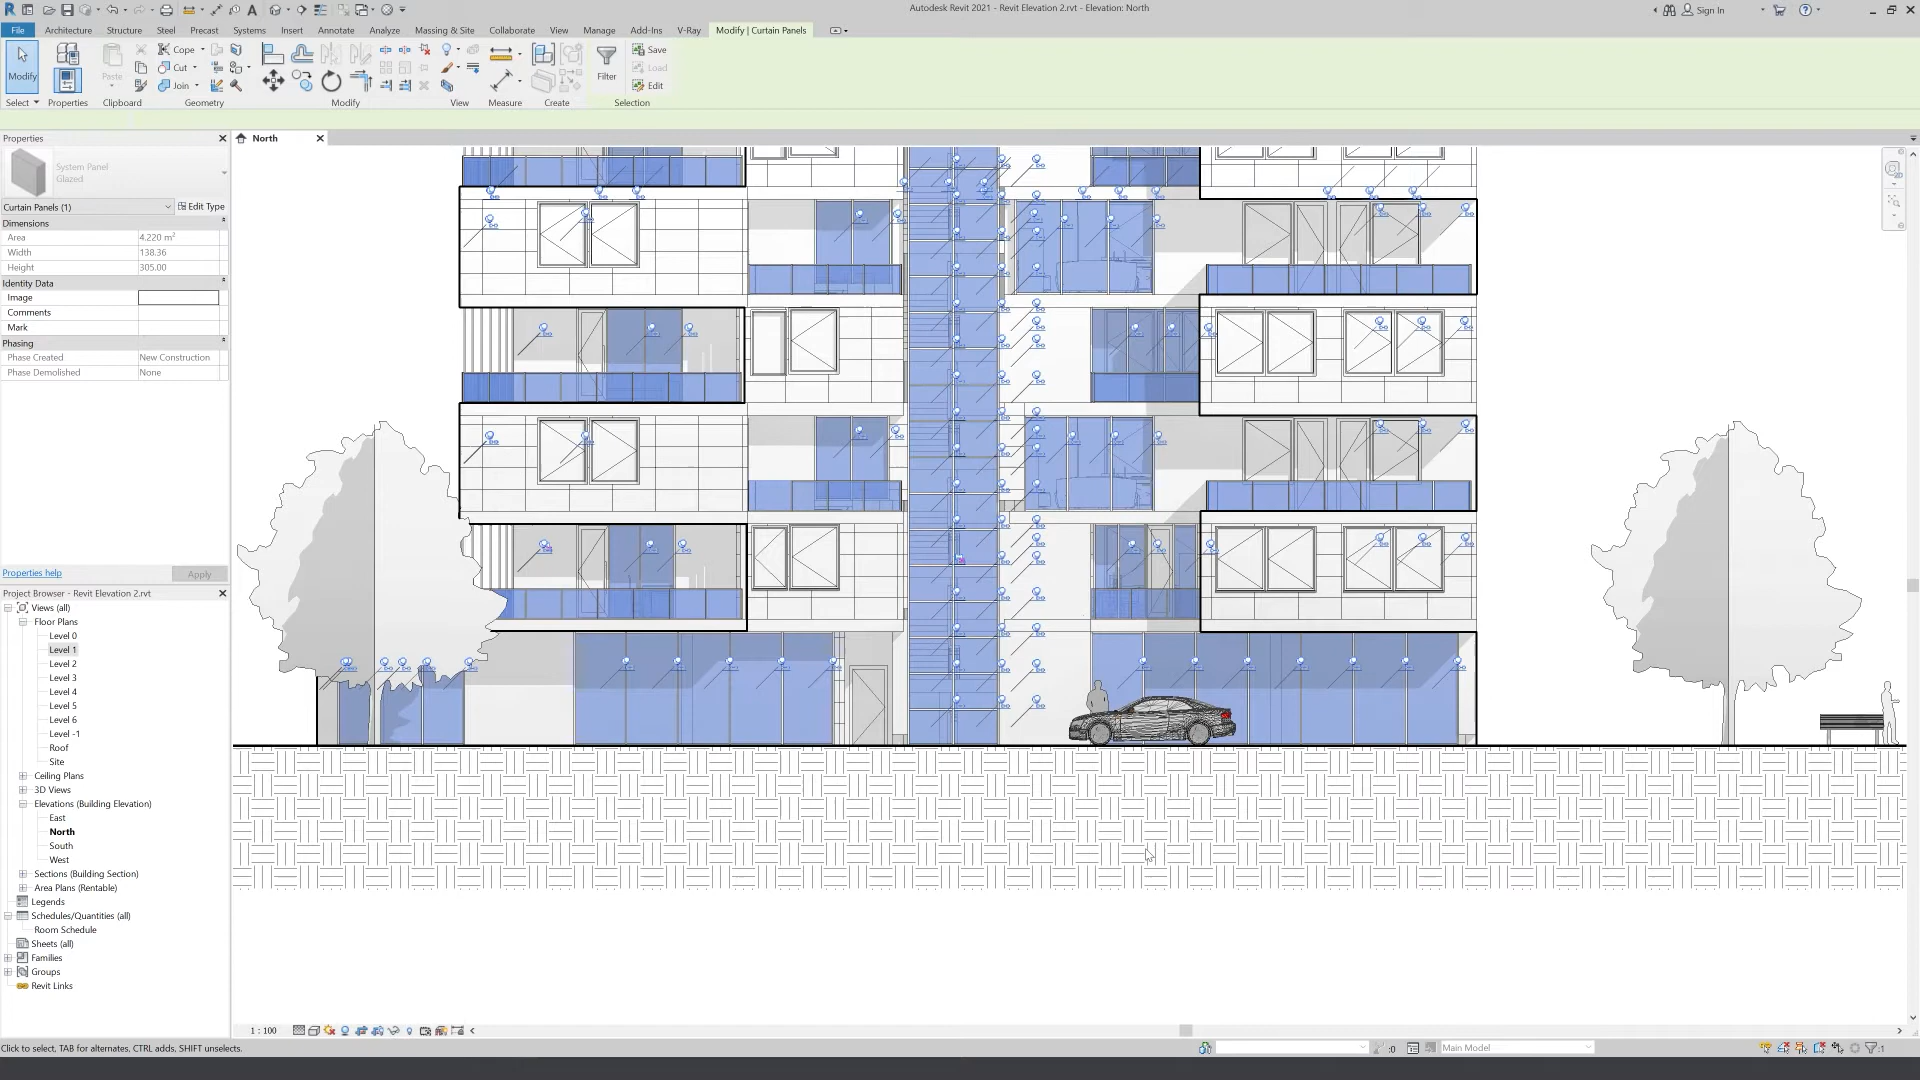 Autodesk Revit 2021 - Revit Elevation 2.rvt - Elevation: North
Sign In
File Architecture Structure Steel Precast Systems Insert Annotate Analyze Massing & Site Collaborate View Manage Add-Ins V-Ray Modify | Curtain Panels
Modify Paste Cope Cut Join Filter Save Load Edit
Select Properties Clipboard Geometry Modify View Measure Create Selection
Properties
North
System Panel
Glazed
Curtain Panels (1) Edit Type
Dimensions
Area 4.220 m²
Width 138.36
Height 305.00
Identity Data
Image
Comments
Mark
Phasing
Phase Created New Construction
Phase Demolished None
Properties help Apply
Project Browser - Revit Elevation 2.rvt
Views (all)
Floor Plans
Level 0
Level 1
Level 2
Level 3
Level 4
Level 5
Level 6
Level -1
Roof
Site
Ceiling Plans
3D Views
Elevations (Building Elevation)
East
North
South
West
Sections (Building Section)
Area Plans (Rentable)
Legends
Schedules/Quantities (all)
Room Schedule
Sheets (all)
Families
Groups
Revit Links
1 : 100
Click to select, TAB for alternates, CTRL adds, SHIFT unselects.
:0
Main Model
:1